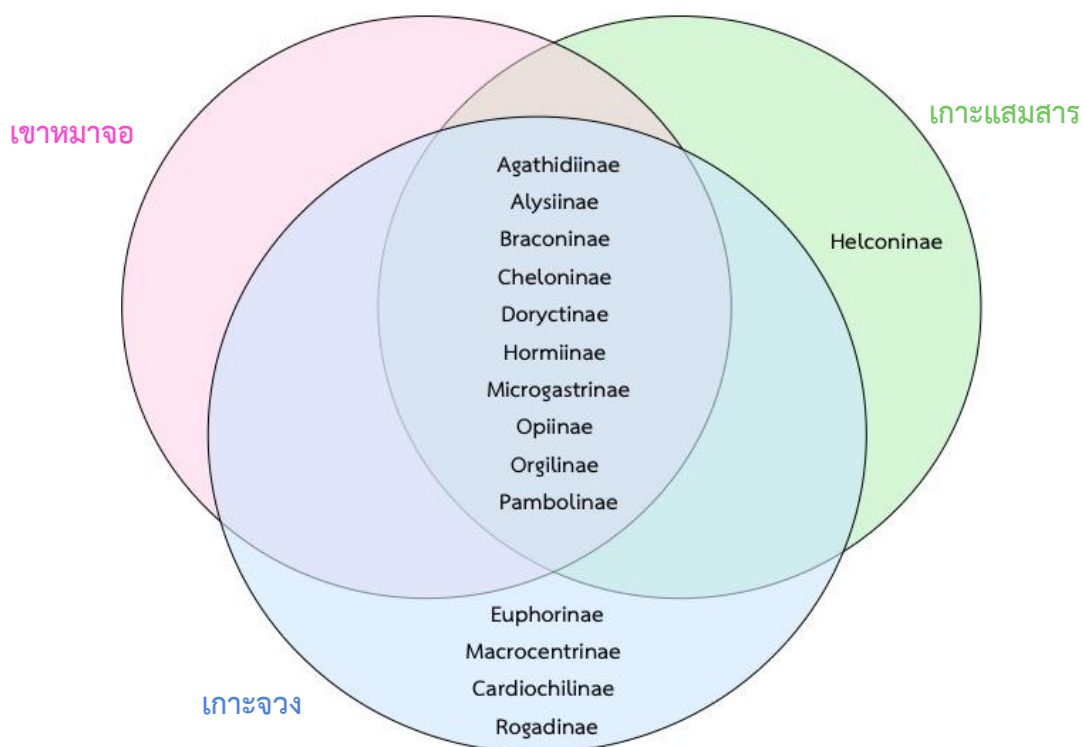 เขาหมาจอ
เกาะแสมสาร
Agathidiinae
Alysiinae
Braconinae
Helconinae
Cheloninae
Doryctinae
Hormiinae
Microgastrinae
Opiinae
Orgilinae
Pambolinae
Euphorinae
Macrocentrinae
Cardiochilinae
เกาะจวง
Rogadinae